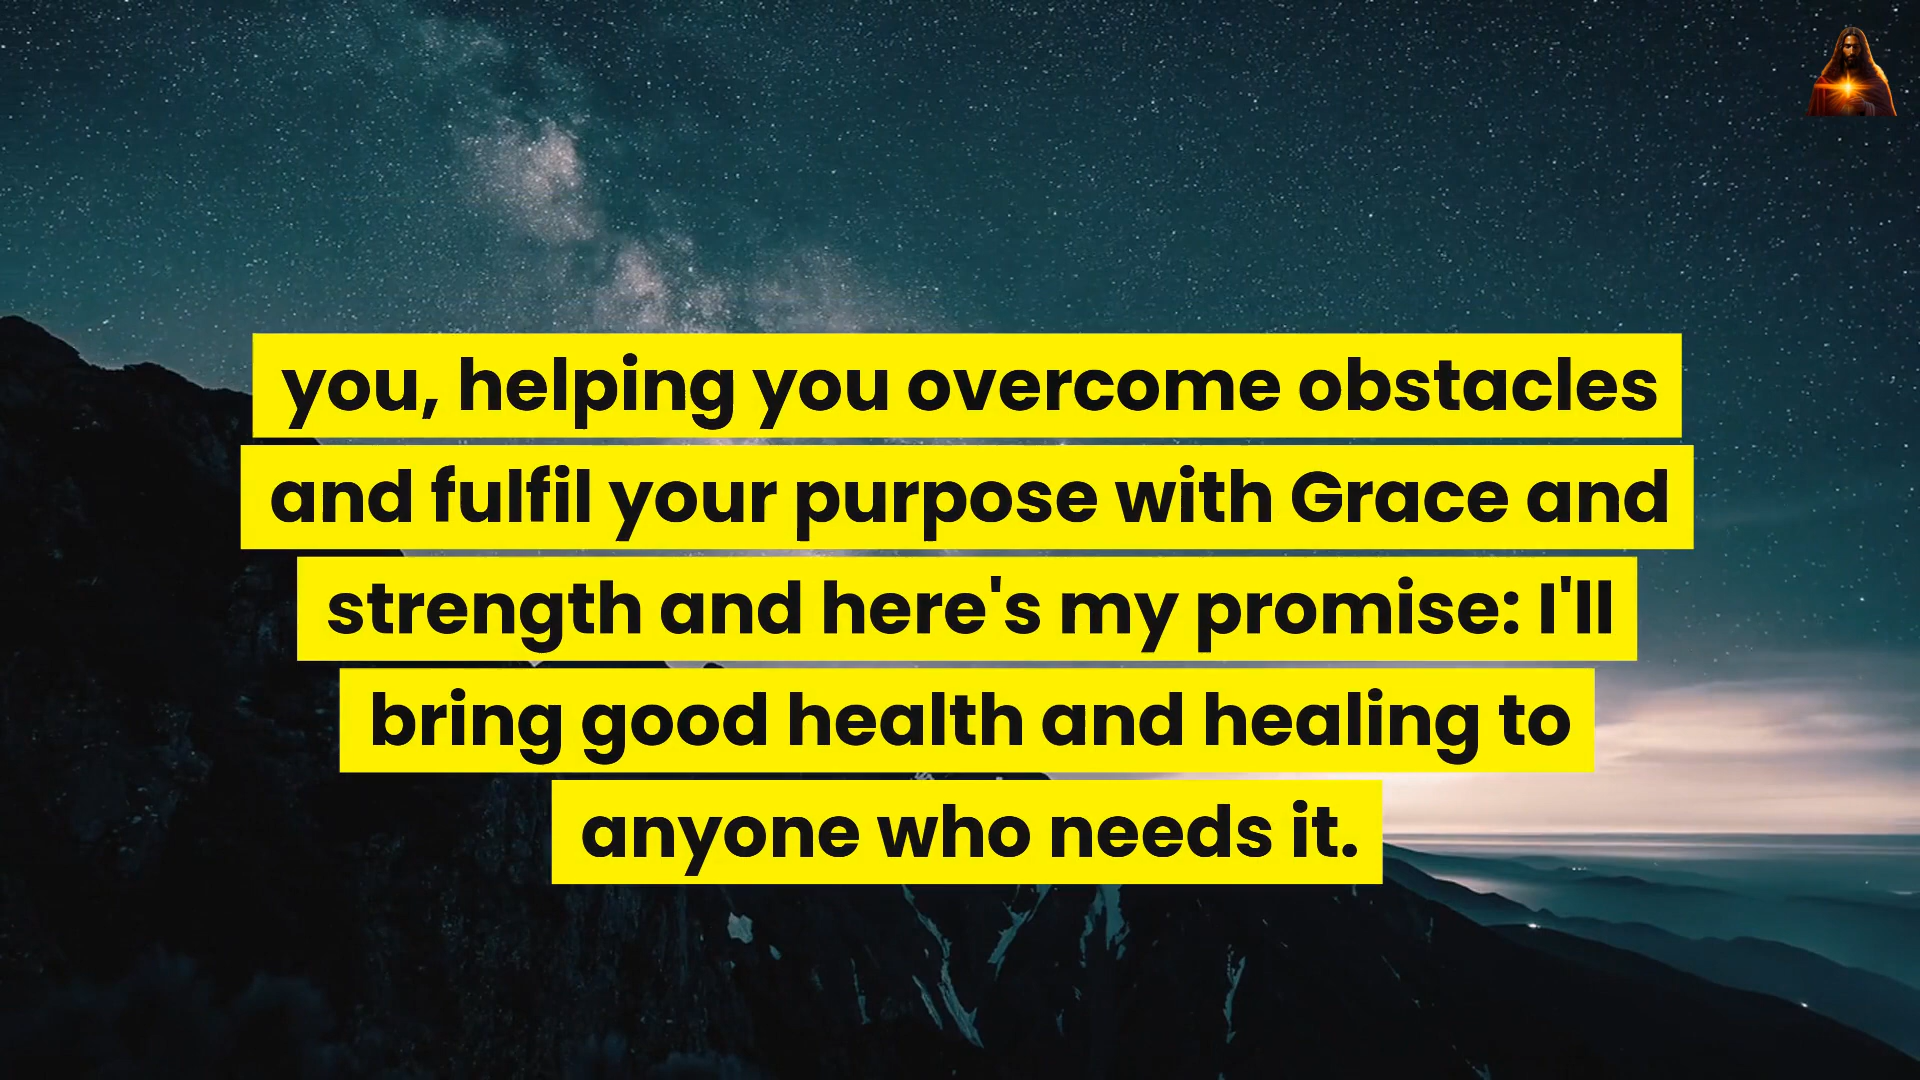 you, helping you overcome obstacles
and fulfil your purpose with Grace and
strength and here's my promise: I'll
bring good health and healing to
anyone who needs it.